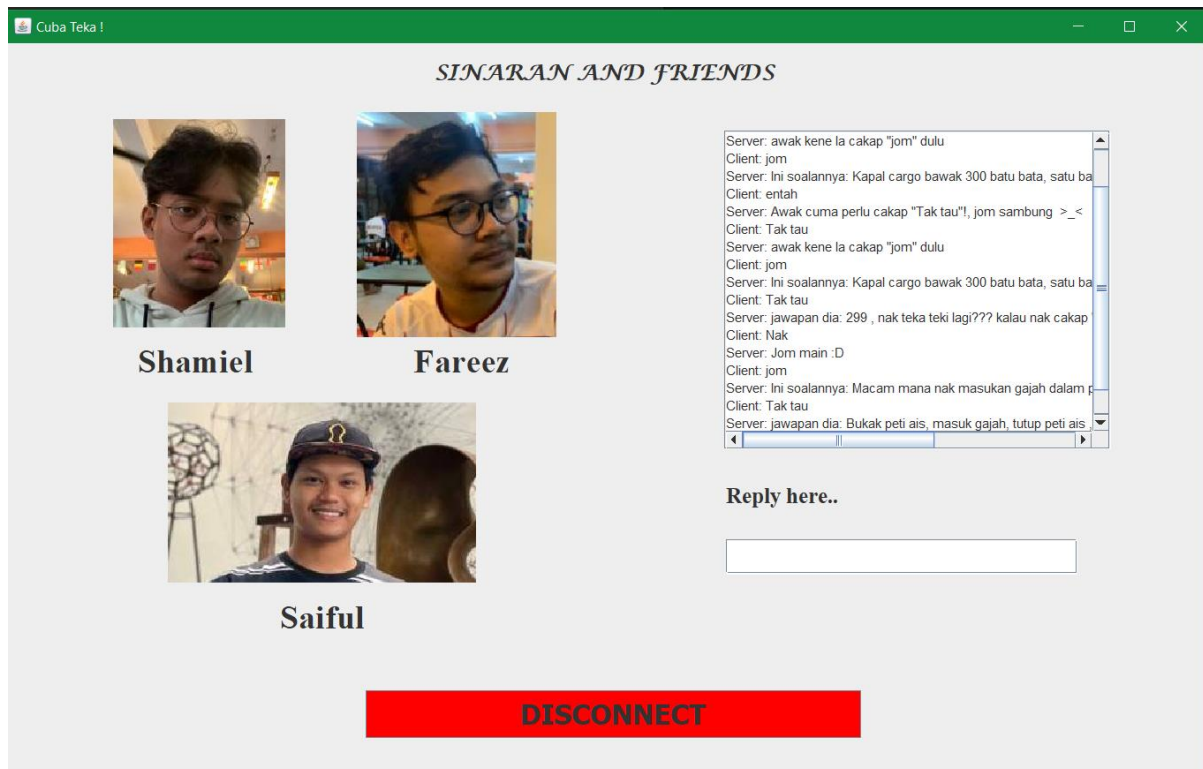 Cuba Teka !
SINARAN AND FRIENDS
Shamiel
Fareez
Saiful
Server: awak kene la cakap "jom" dulu
Client: jom
Server: Ini soalannya: Kapal cargo bawak 300 batu bata, satu ba
Client: entah
Server: Awak cuma perlu cakap "Tak tau"!, jom sambung >_<
Client: Tak tau
Server: awak kene la cakap "jom" dulu
Client: jom
Server: Ini soalannya: Kapal cargo bawak 300 batu bata, satu ba
Client: Tak tau
Server: jawapan dia: 299 , nak teka teki lagi??? kalau nak cakap
Client: Nak
Server: Jom main :D
Client: jom
Server: Ini soalannya: Macam mana nak masukan gajah dalam p
Client: Tak tau
Server: jawapan dia: Bukak peti ais, masuk gajah, tutup peti ais ,
Reply here..
DISCONNECT